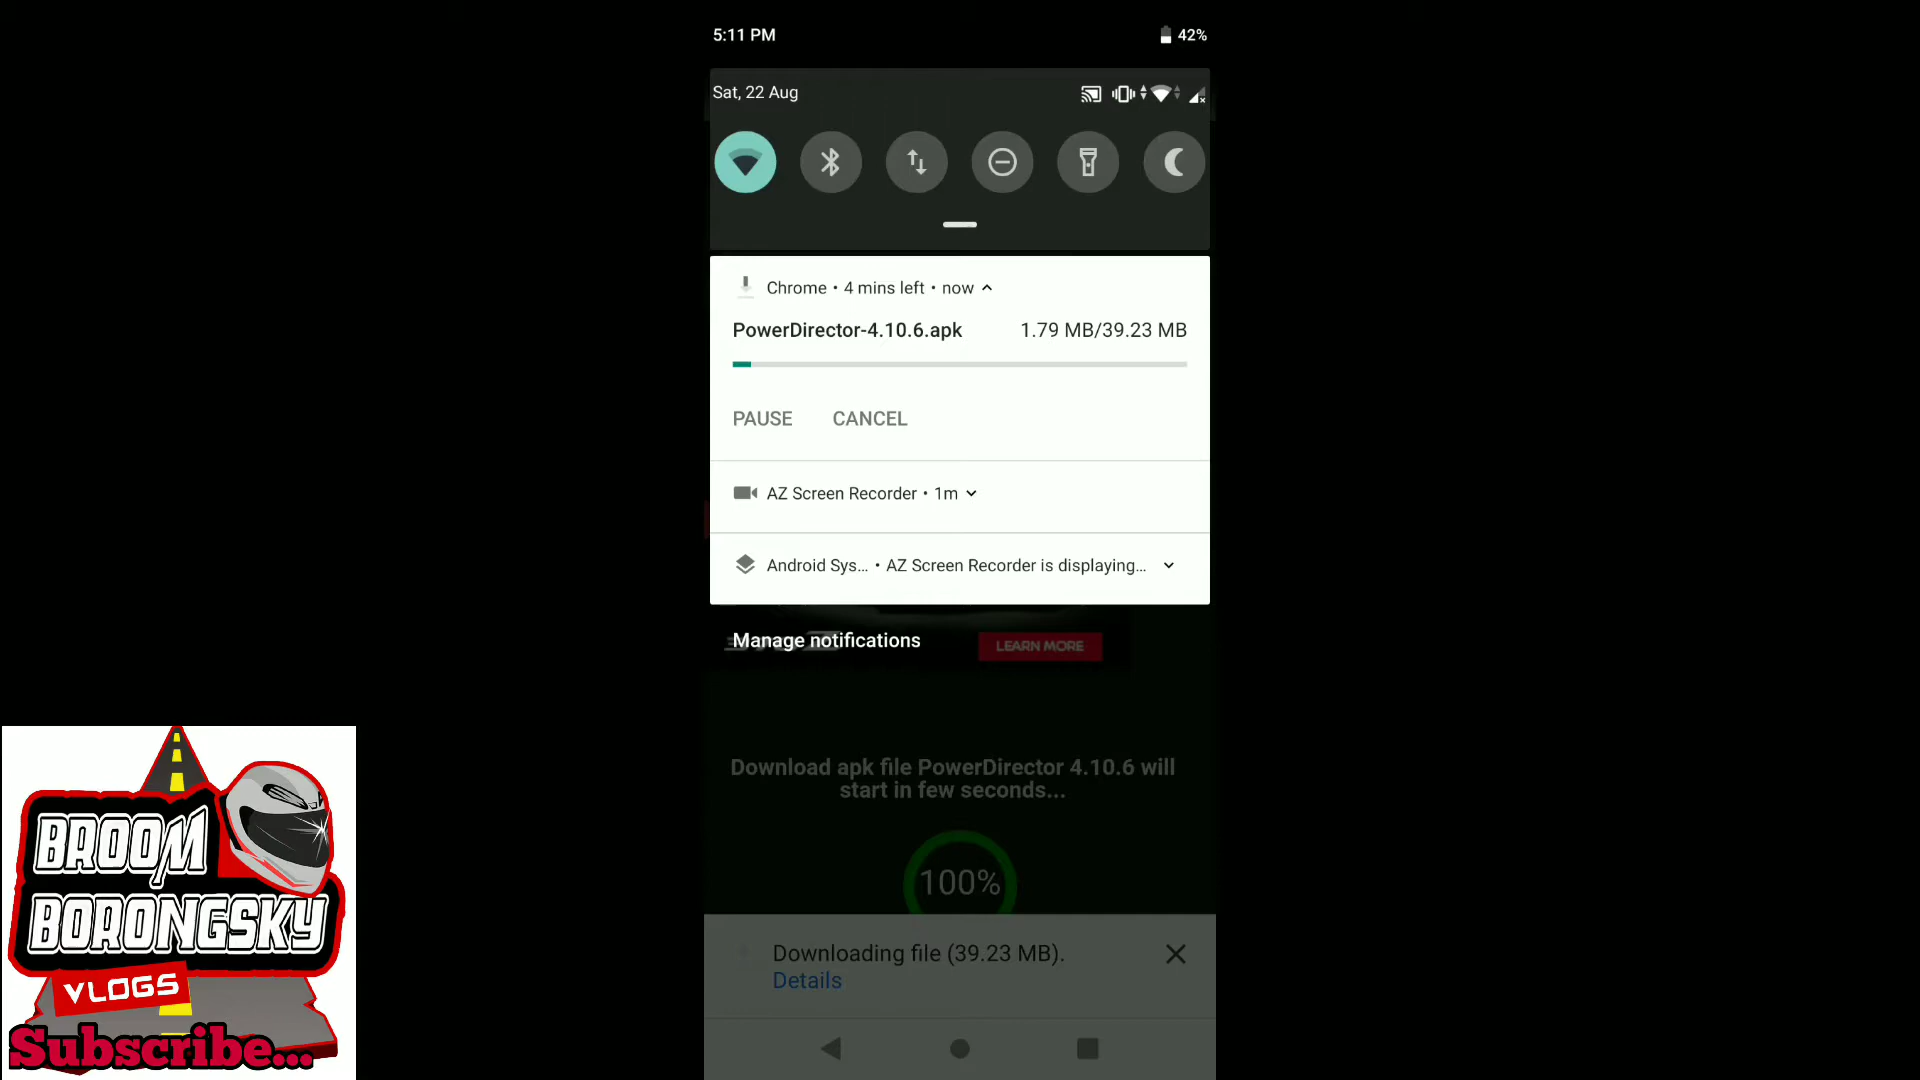 5:11 PM
42%
Sat, 22 Aug
Chrome • 4 mins left • now
PowerDirector-4.10.6.apk 1.79 MB/39.23 MB
PAUSE CANCEL
AZ Screen Recorder • 1m
Android Sys... • AZ Screen Recorder is displaying...
Manage notifications
LEARN MORE
Download apk file PowerDirector 4.10.6 will
start in few seconds...
100%
Downloading file (39.23 MB).
Details
BROOM
BORONGSKY
VLOGS
Subscribe...